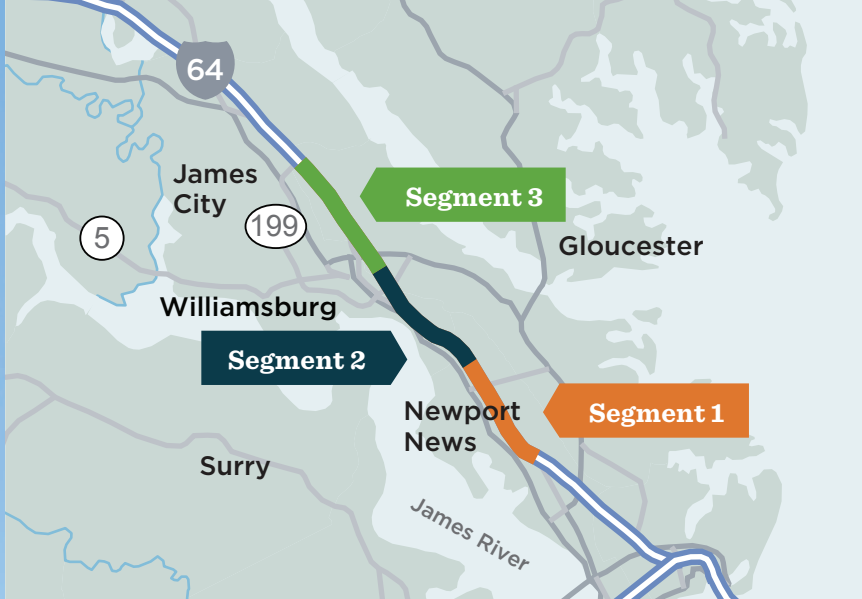 64
James
City
Segment 3
199
5
Gloucester
Williamsburg
Segment 2
Newport
News
Segment 1
Surry
James River